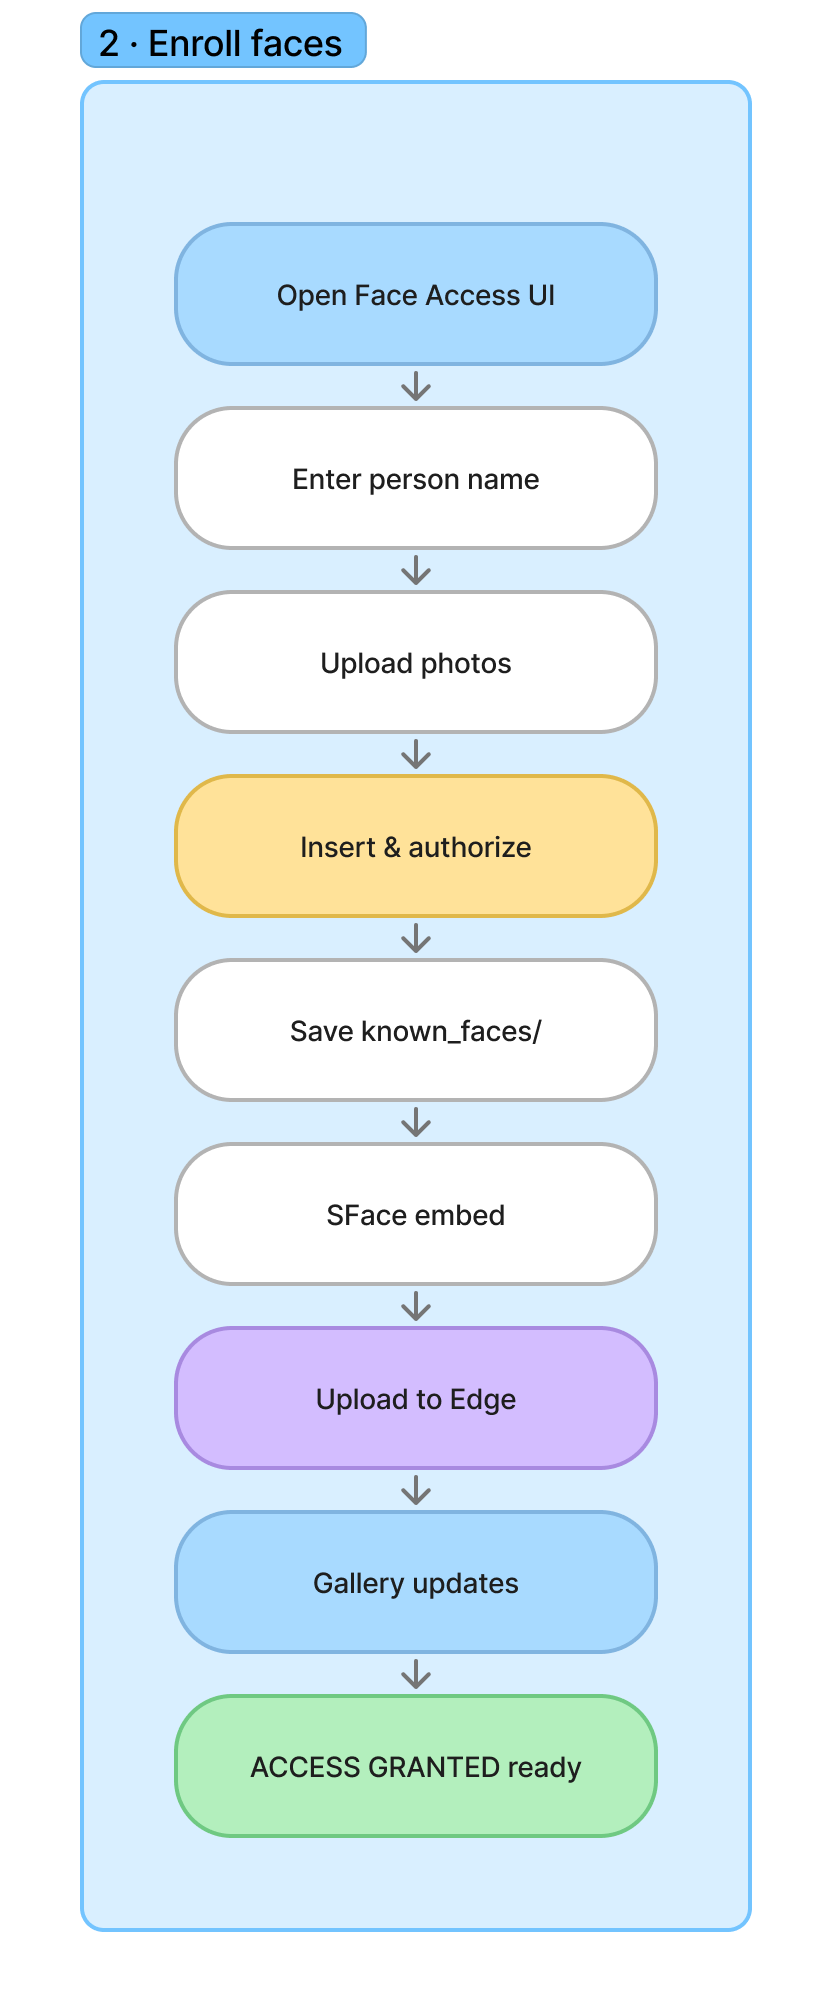 2 · Enroll faces
Open Face Access UI
Enter person name
Upload photos
Insert & authorize
Save known_faces/
SFace embed
Upload to Edge
Gallery updates
ACCESS GRANTED ready